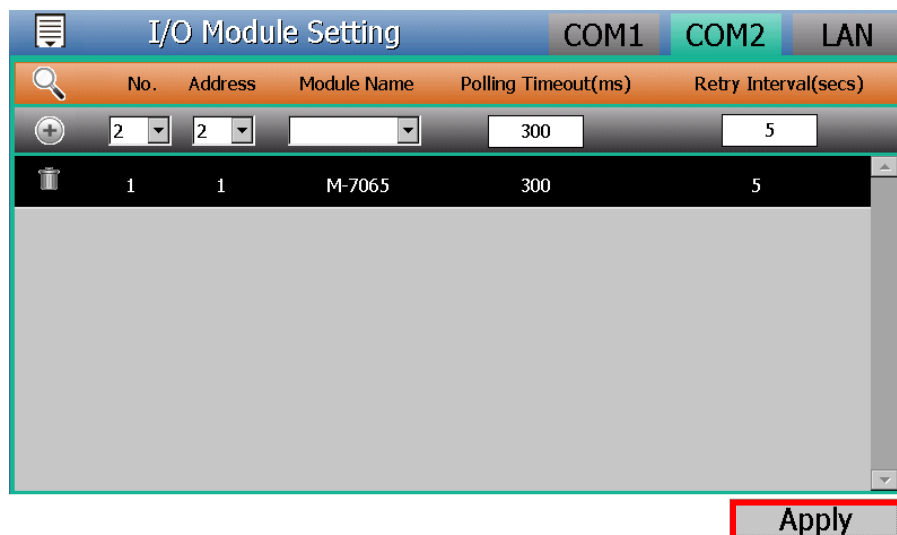 I/O Module Setting COM1 COM2 LAN
No. Address Module Name Polling Timeout(ms) Retry Interval(secs)
2 2 300 5
1 1 M-7065 300 5
Apply